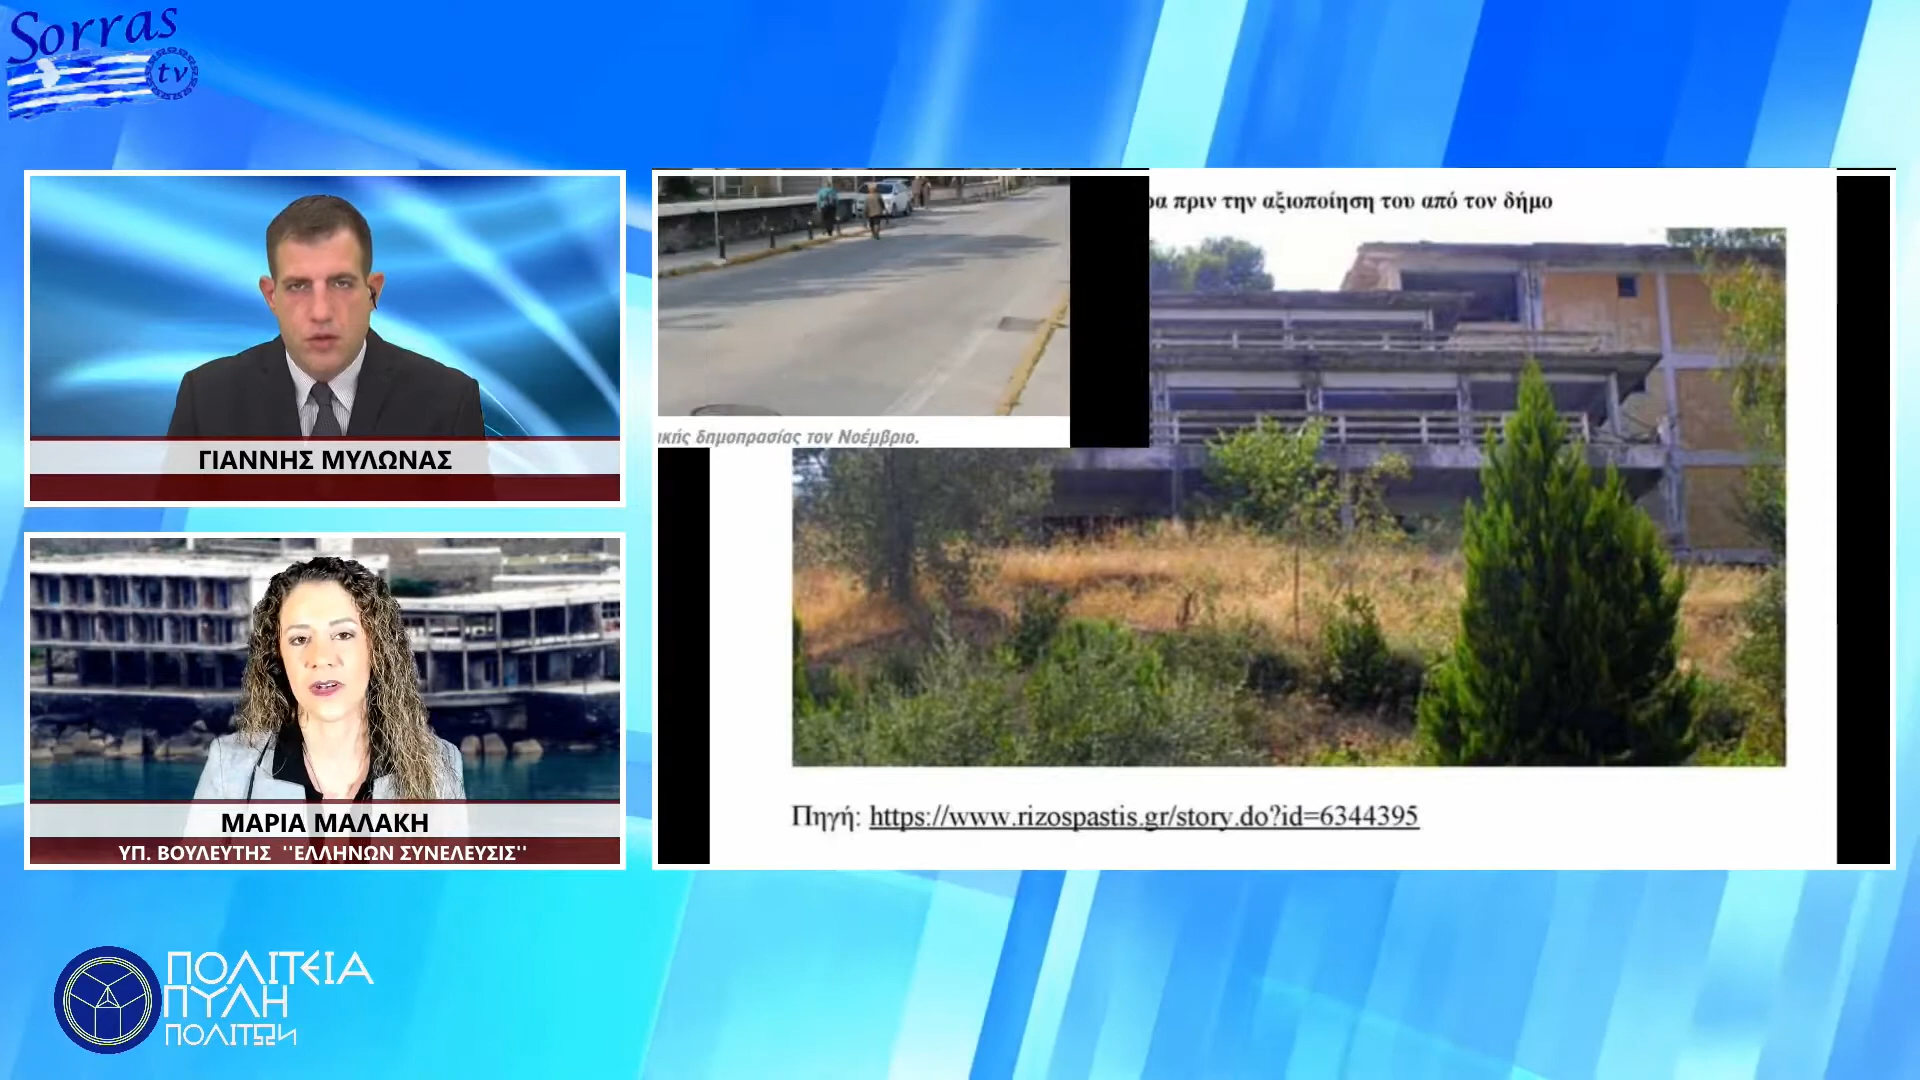 Sorras
tv
ΓΙΑΝΝΗΣ ΜΥΛΩΝΑΣ
ΜΑΡΙΑ ΜΑΛΑΚΗ
ΥΠ. ΒΟΥΛΕΥΤΗΣ ''ΕΛΛΗΝΩΝ ΣΥΝΕΛΕΥΣΙΣ''
πριν την αξιοποίηση του από τον δήμο
δημοπρασίας τον Νοέμβριο.
Πηγή: https://www.rizospastis.gr/story.do?id=6344395
ΠΟΛΙΤΕΙΑ
ΠΥΛΗ
ΠΟΛΙΤΩΝ